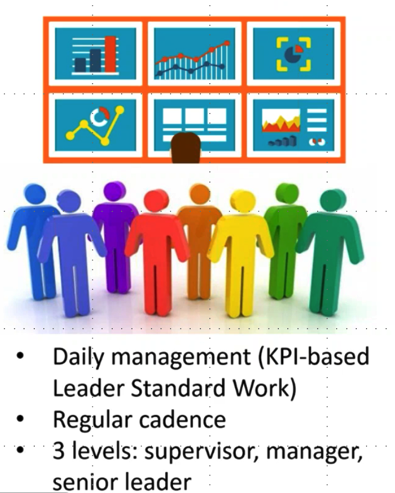 • Daily management (KPI-based
Leader Standard Work)
• Regular cadence
• 3 levels: supervisor, manager,
senior leader